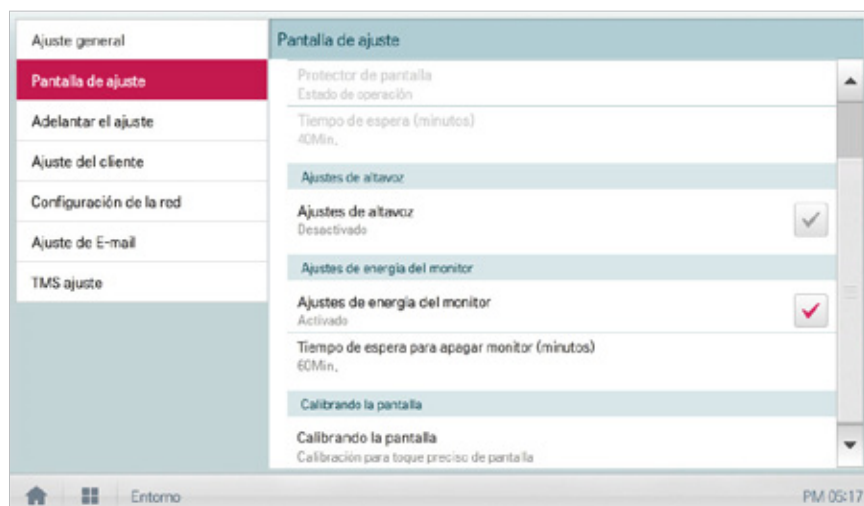 Ajuste general
Pantalla de ajuste
Adelantar el ajuste
Ajuste del cliente
Configuración de la red
Ajuste de E-mail
TMS ajuste
Pantalla de ajuste
Protector de pantalla
Estado de operación
Tiempo de espera (minutos)
40Min,
Ajustes de altavoz
Ajustes de altavoz
Desactivado
Ajustes de energía del monitor
Ajustes de energía del monitor
Activado
Tiempo de espera para apagar monitor (minutos)
60Min,
Calibrando la pantalla
Calibrando la pantalla
Calibración para toque preciso de pantalla
Entorno
PM 05:17